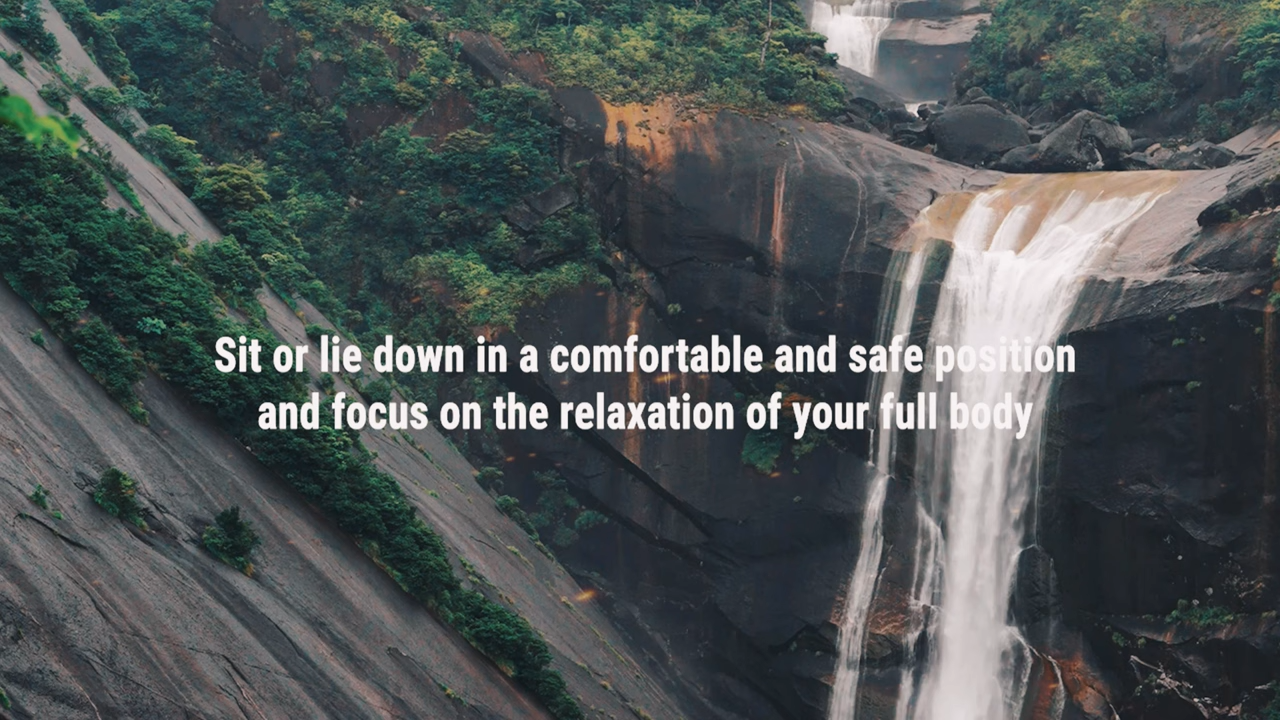 Sit or lie down in a comfortable and safe position
and focus on the relaxation of your full body